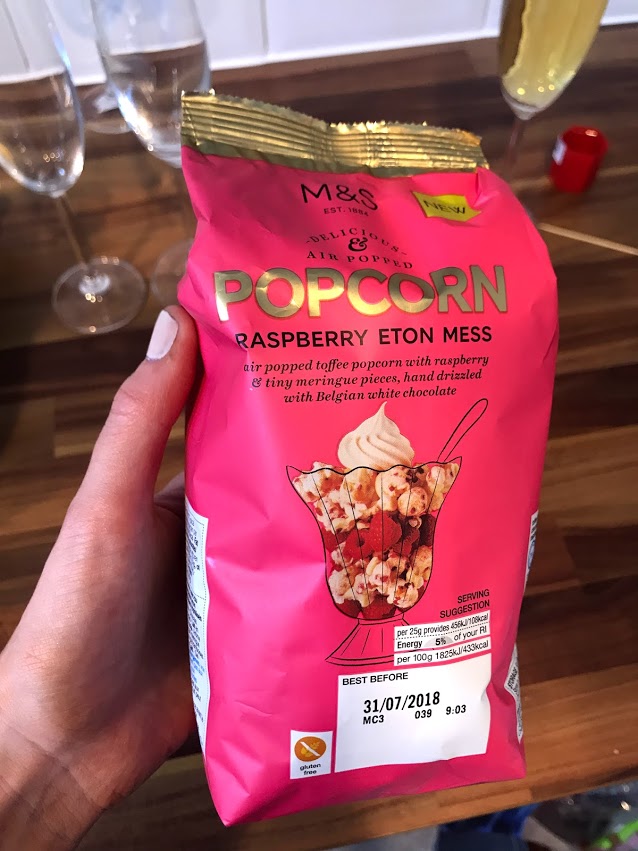 M&S
EST. 1884
NEW
-DELICIOUS-
&
AIR POPPED
POPCORN
RASPBERRY ETON MESS
air popped toffee popcorn with raspberry
& tiny meringue pieces, hand drizzled
with Belgian white chocolate
SERVING
SUGGESTION
per 25g provides 456kJ/108kcal
Energy 5% of your RI
per 100g 1825kJ/433kcal
BEST BEFORE
31/07/2018
MC3 039 9:03
gluten
free